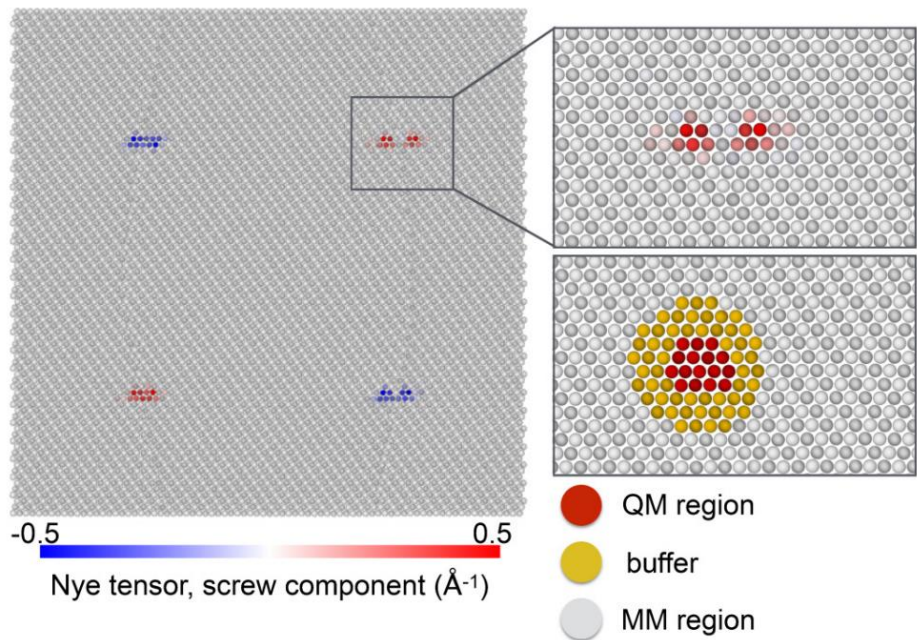 -0.5
0.5
Nye tensor, screw component (Å⁻¹)
QM region
buffer
MM region